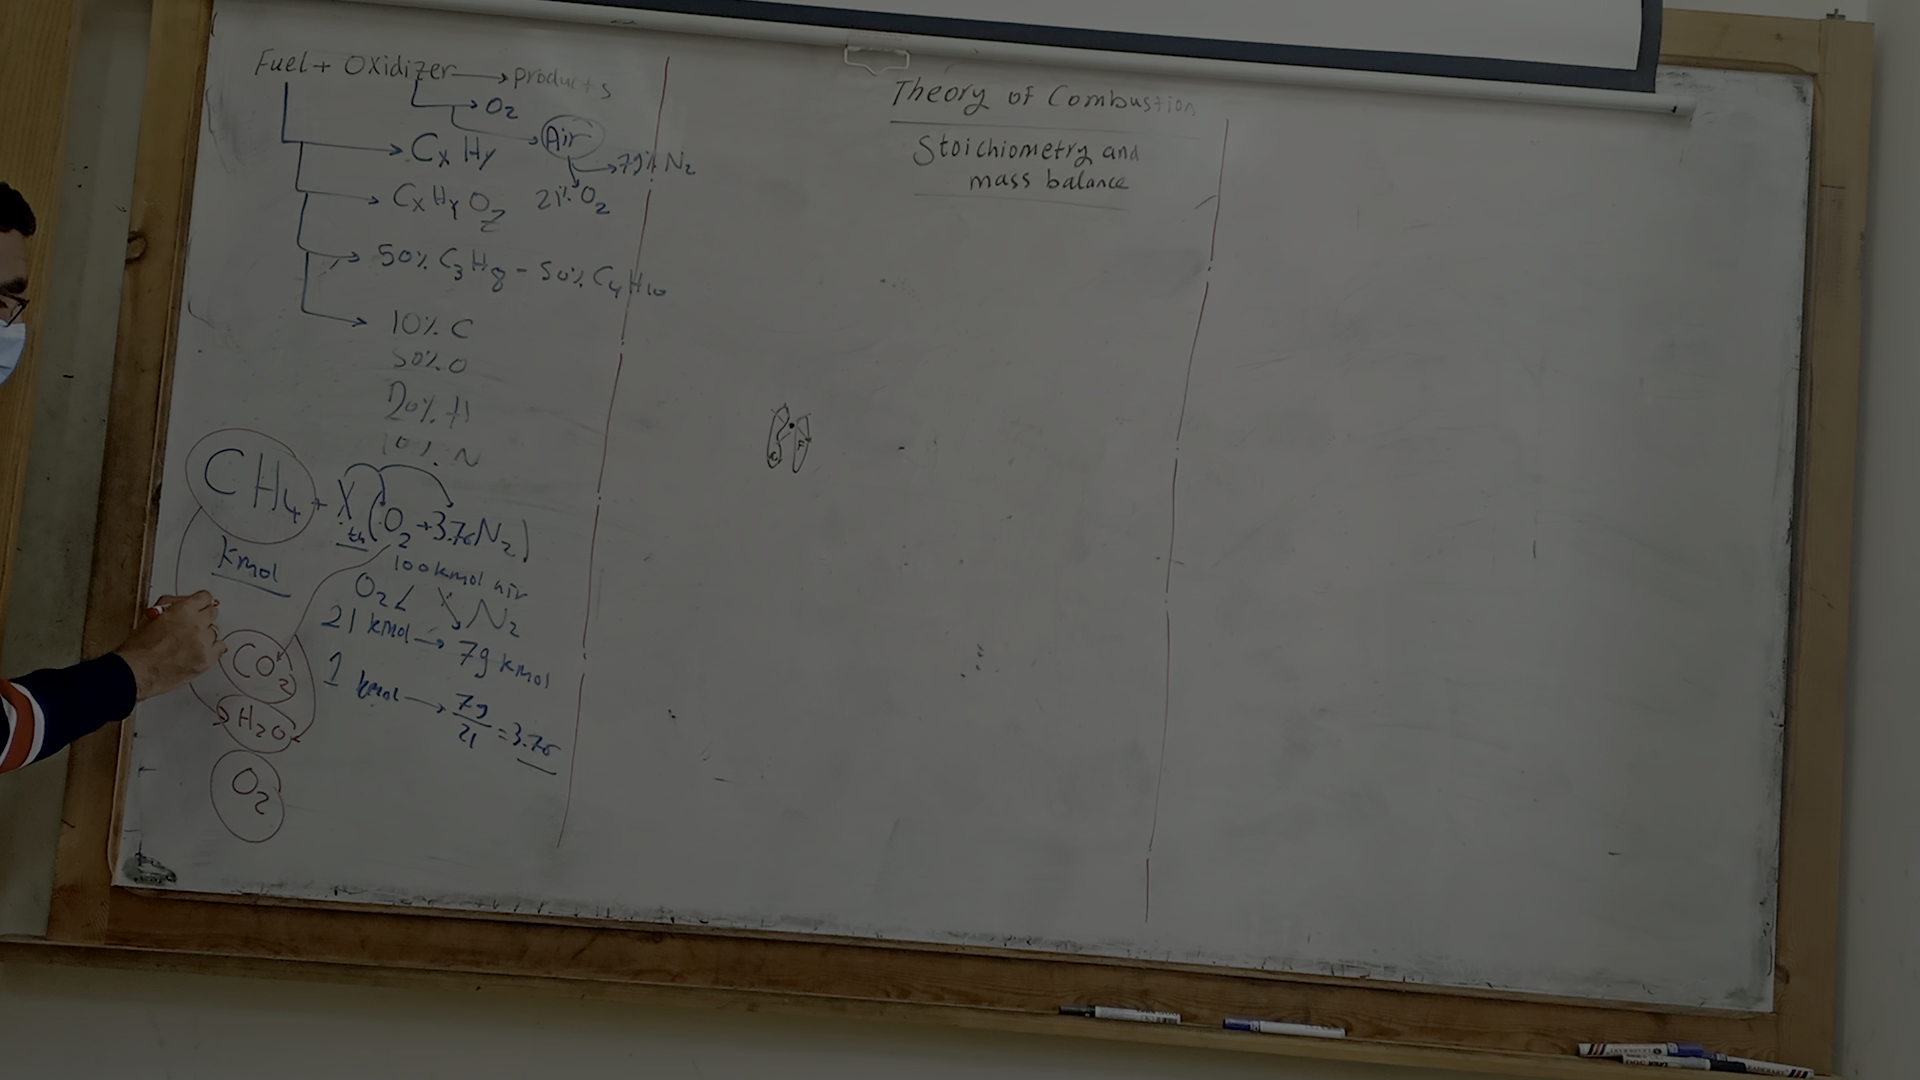 Fuel + Oxidizer → products
→ O2
→ Air
→ 79% N2
21% O2
→ CxHy
→ CxHyOz
→ 50% C3H8 - 50% C4H10
→ 10% C
50% O
20% H
10% N
CH4 + Xth (O2 + 3.76 N2)
kmol
100 kmol air
O2 N2
21 kmol → 79 kmol
1 kmol → 79/21 = 3.76
CO2
H2O
O2
Theory of Combustion
Stoichiometry and
mass balance